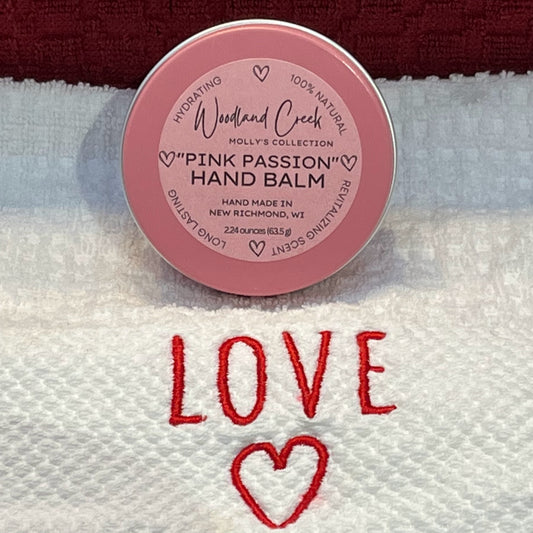 HYDRATING
100% NATURAL
Woodland Creek
MOLLY'S COLLECTION
"PINK PASSION"
HAND BALM
HAND MADE IN
NEW RICHMOND, WI
2.24 ounces (63.5 g)
LONG LASTING
REVITALIZING SCENT
LOVE